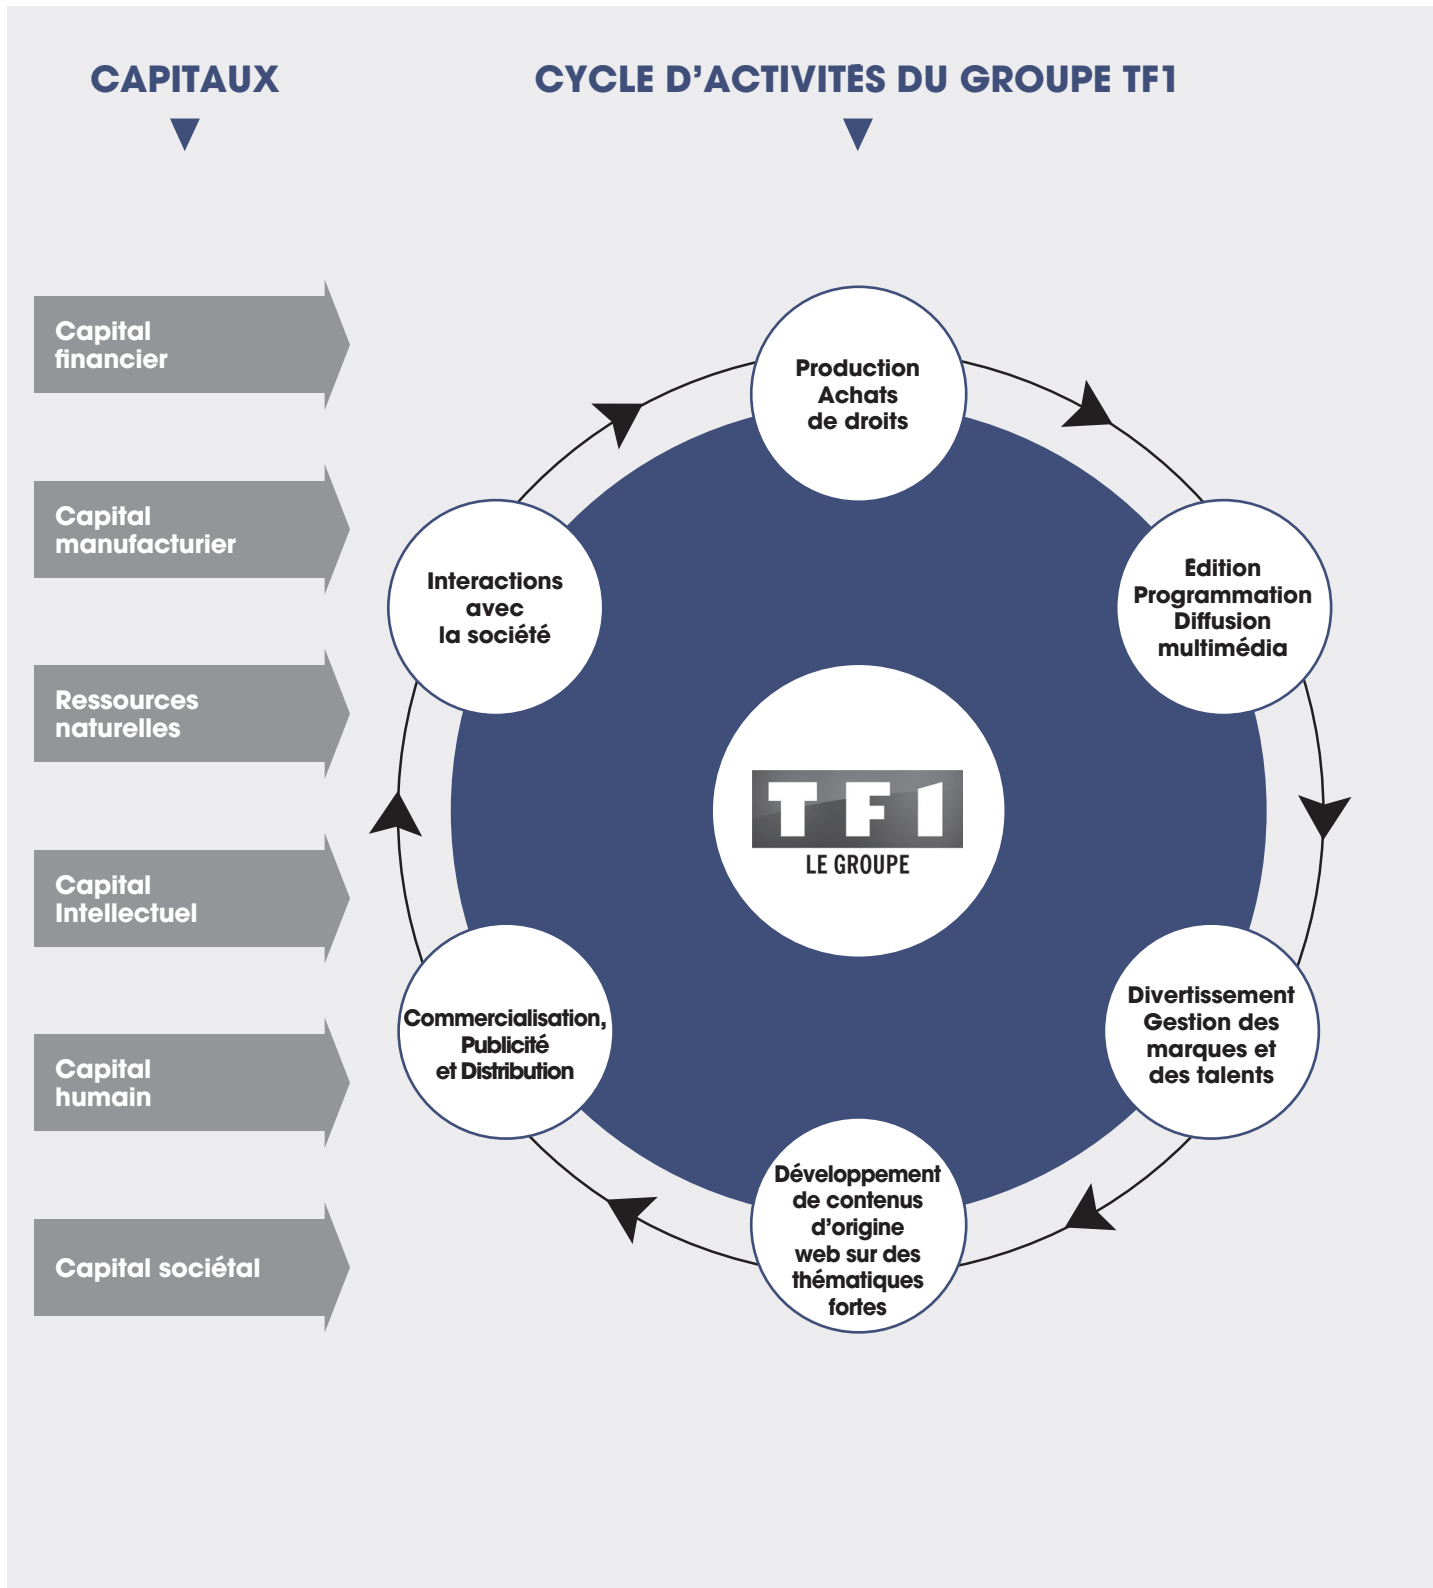 CAPITAUX
CYCLE D'ACTIVITÉS DU GROUPE TF1
Capital
financier
Capital
manufacturier
Ressources
naturelles
Capital
Intellectuel
Capital
humain
Capital sociétal
Production
Achats
de droits
Edition
Programmation
Diffusion
multimédia
Divertissement
Gestion des
marques et
des talents
Développement
de contenus
d'origine
web sur des
thématiques
fortes
Commercialisation,
Publicité
et Distribution
Interactions
avec
la société
TF1
LE GROUPE